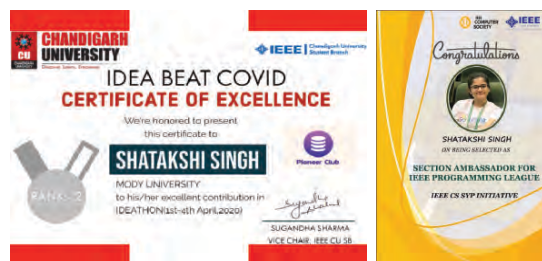 CHANDIGARH
UNIVERSITY
Discover. Learn. Empower.
CU
IEEE
Chandigarh University
Student Branch
IDEA BEAT COVID
CERTIFICATE OF EXCELLENCE
We're honored to present
this certificate to
SHATAKSHI SINGH
MODY UNIVERSITY
to his/her excellent contribution in
IDEATHON(1st-4th April,2020)
RANK- 2
Pioneer Club
SUGANDHA SHARMA
VICE CHAIR, IEEE CU SB
COMPUTER
SOCIETY
IEEE
Congratulations
SHATAKSHI SINGH
ON BEING SELECTED AS
SECTION AMBASSADOR FOR
IEEE PROGRAMMING LEAGUE
IEEE CS SYP INITIATIVE